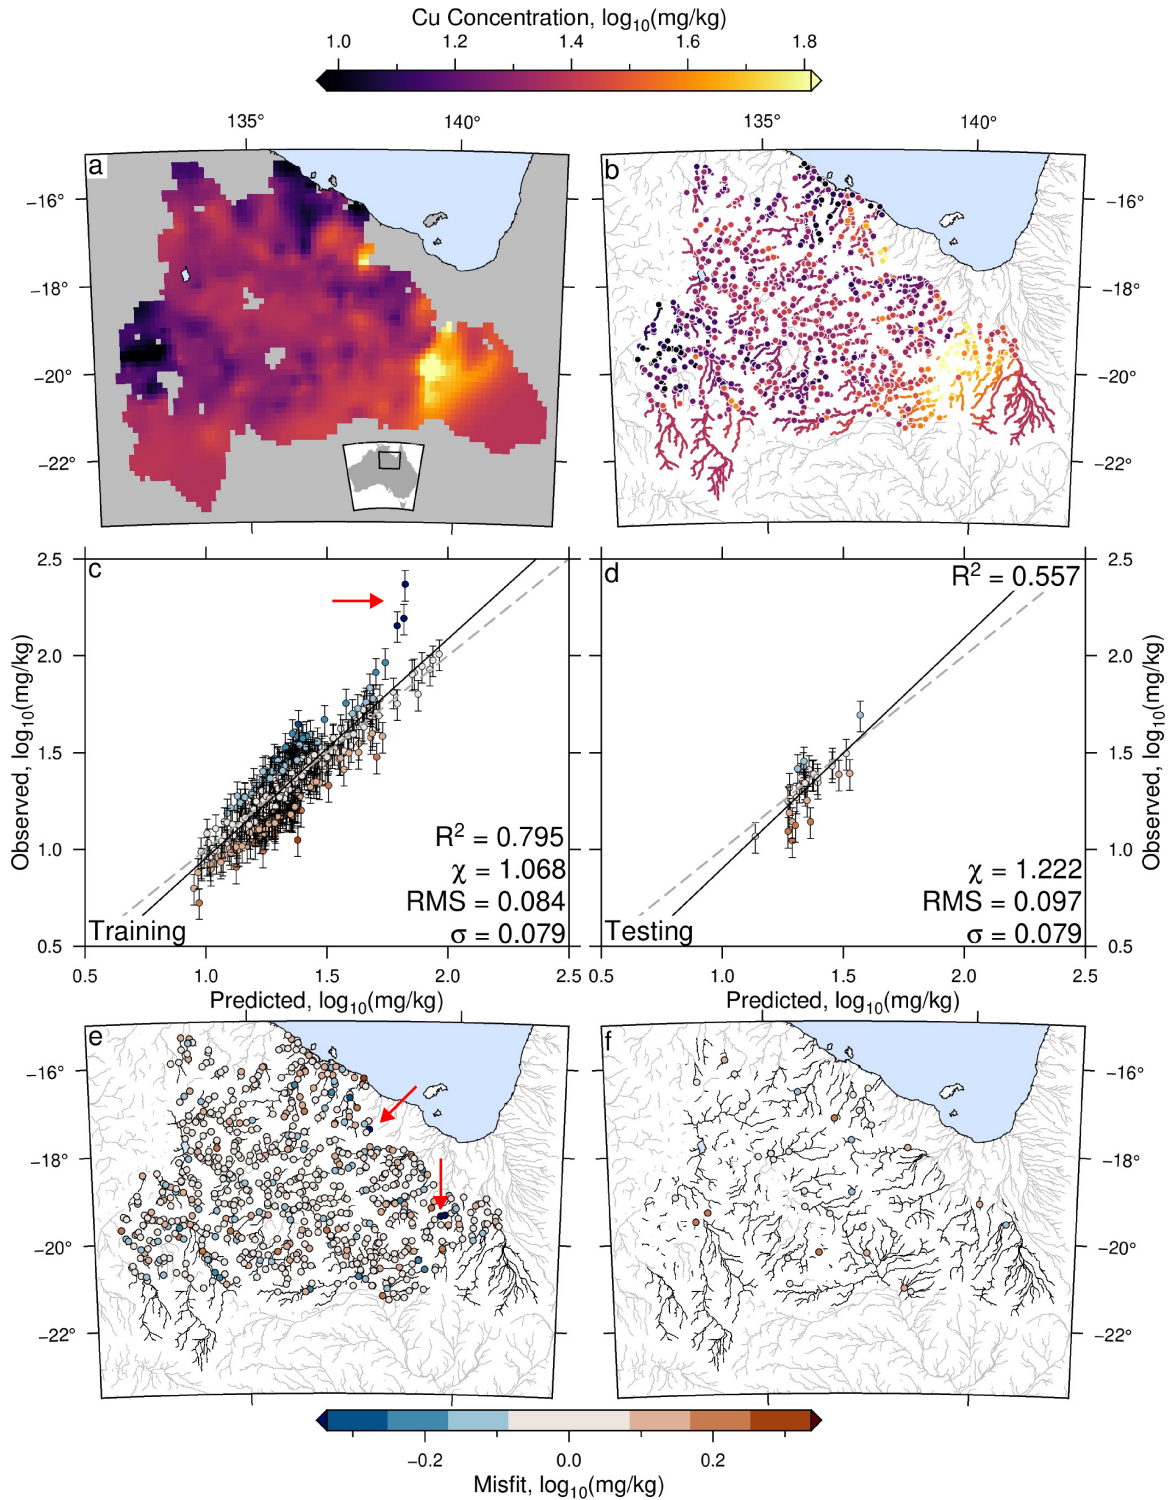 Cu Concentration, log10(mg/kg)
1.0 1.2 1.4 1.6 1.8
135° 140° 135° 140°
a b
−16° −16°
−18° −18°
−20° −20°
−22° −22°
2.5 c d R2 = 0.557 2.5
2.0 2.0
1.5 1.5
1.0 1.0
0.5 0.5
Observed, log10(mg/kg)
R2 = 0.795
χ = 1.068
RMS = 0.084
σ = 0.079
Training
χ = 1.222
RMS = 0.097
σ = 0.079
Testing
Observed, log10(mg/kg)
0.5 1.0 1.5 2.0 2.5 0.5 1.0 1.5 2.0 2.5
Predicted, log10(mg/kg) Predicted, log10(mg/kg)
e f
−16° −16°
−18° −18°
−20° −20°
−22° −22°
−0.2 0.0 0.2
Misfit, log10(mg/kg)